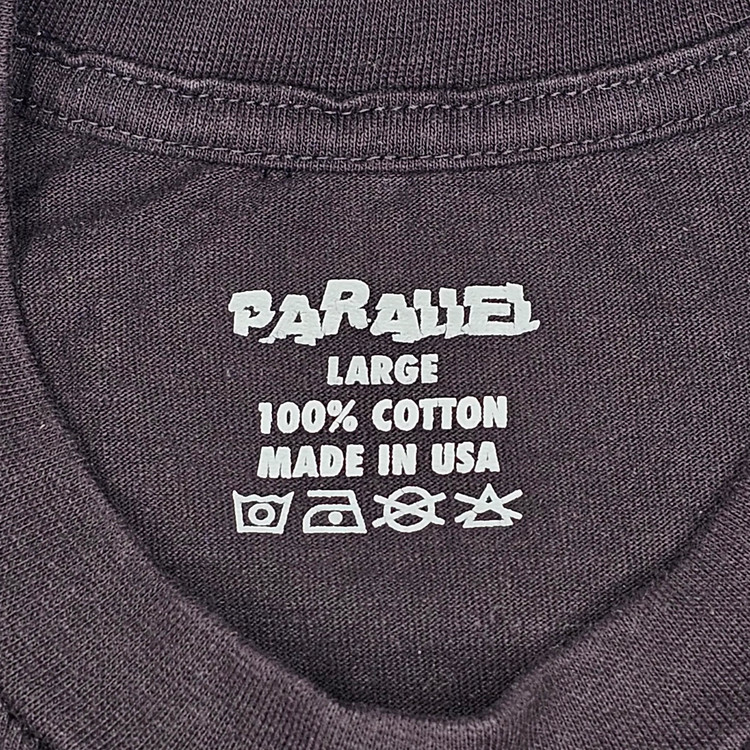 PARALLEL
LARGE
100% COTTON
MADE IN USA